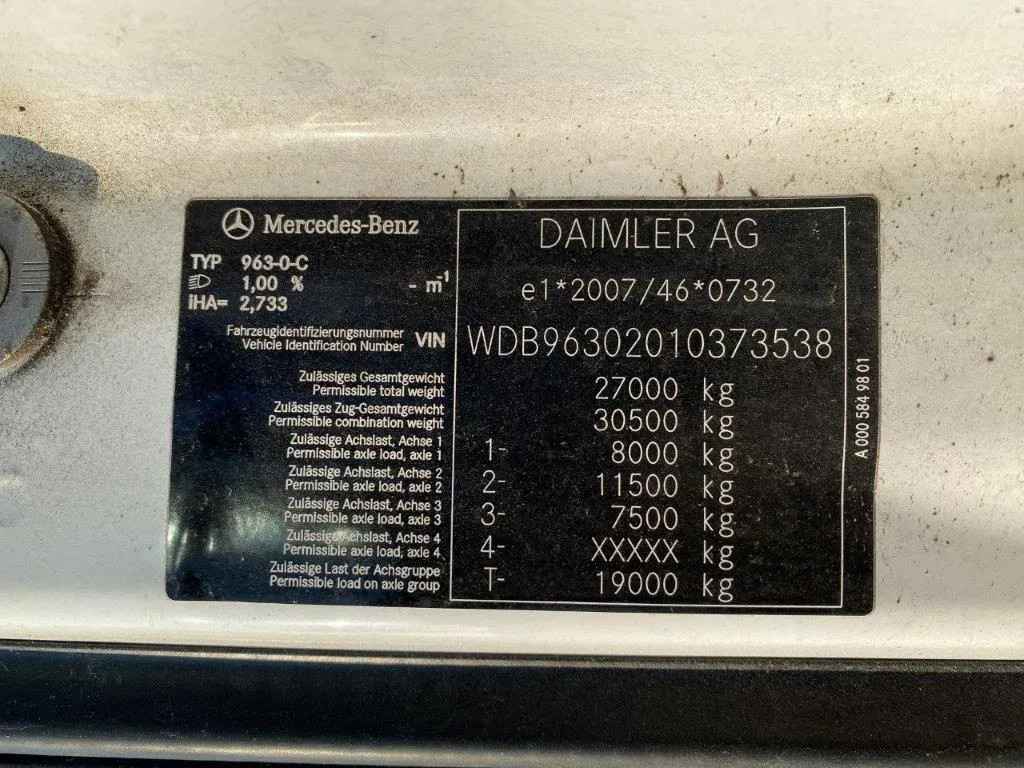 Mercedes-Benz
TYP 963-0-C
1,00 % - m-1
iHA= 2,733
DAIMLER AG
e1*2007/46*0732
Fahrzeugidentifizierungsnummer
Vehicle Identification Number VIN WDB96302010373538
Zulässiges Gesamtgewicht
Permissible total weight 27000 kg
Zulässiges Zug-Gesamtgewicht
Permissible combination weight 30500 kg
Zulässige Achslast, Achse 1
Permissible axle load, axle 1 1- 8000 kg
Zulässige Achslast, Achse 2
Permissible axle load, axle 2 2- 11500 kg
Zulässige Achslast, Achse 3
Permissible axle load, axle 3 3- 7500 kg
Zulässige Achslast, Achse 4
Permissible axle load, axle 4 4- XXXXX kg
Zulässige Last der Achsgruppe
Permissible load on axle group T- 19000 kg
A 000 584 98 01